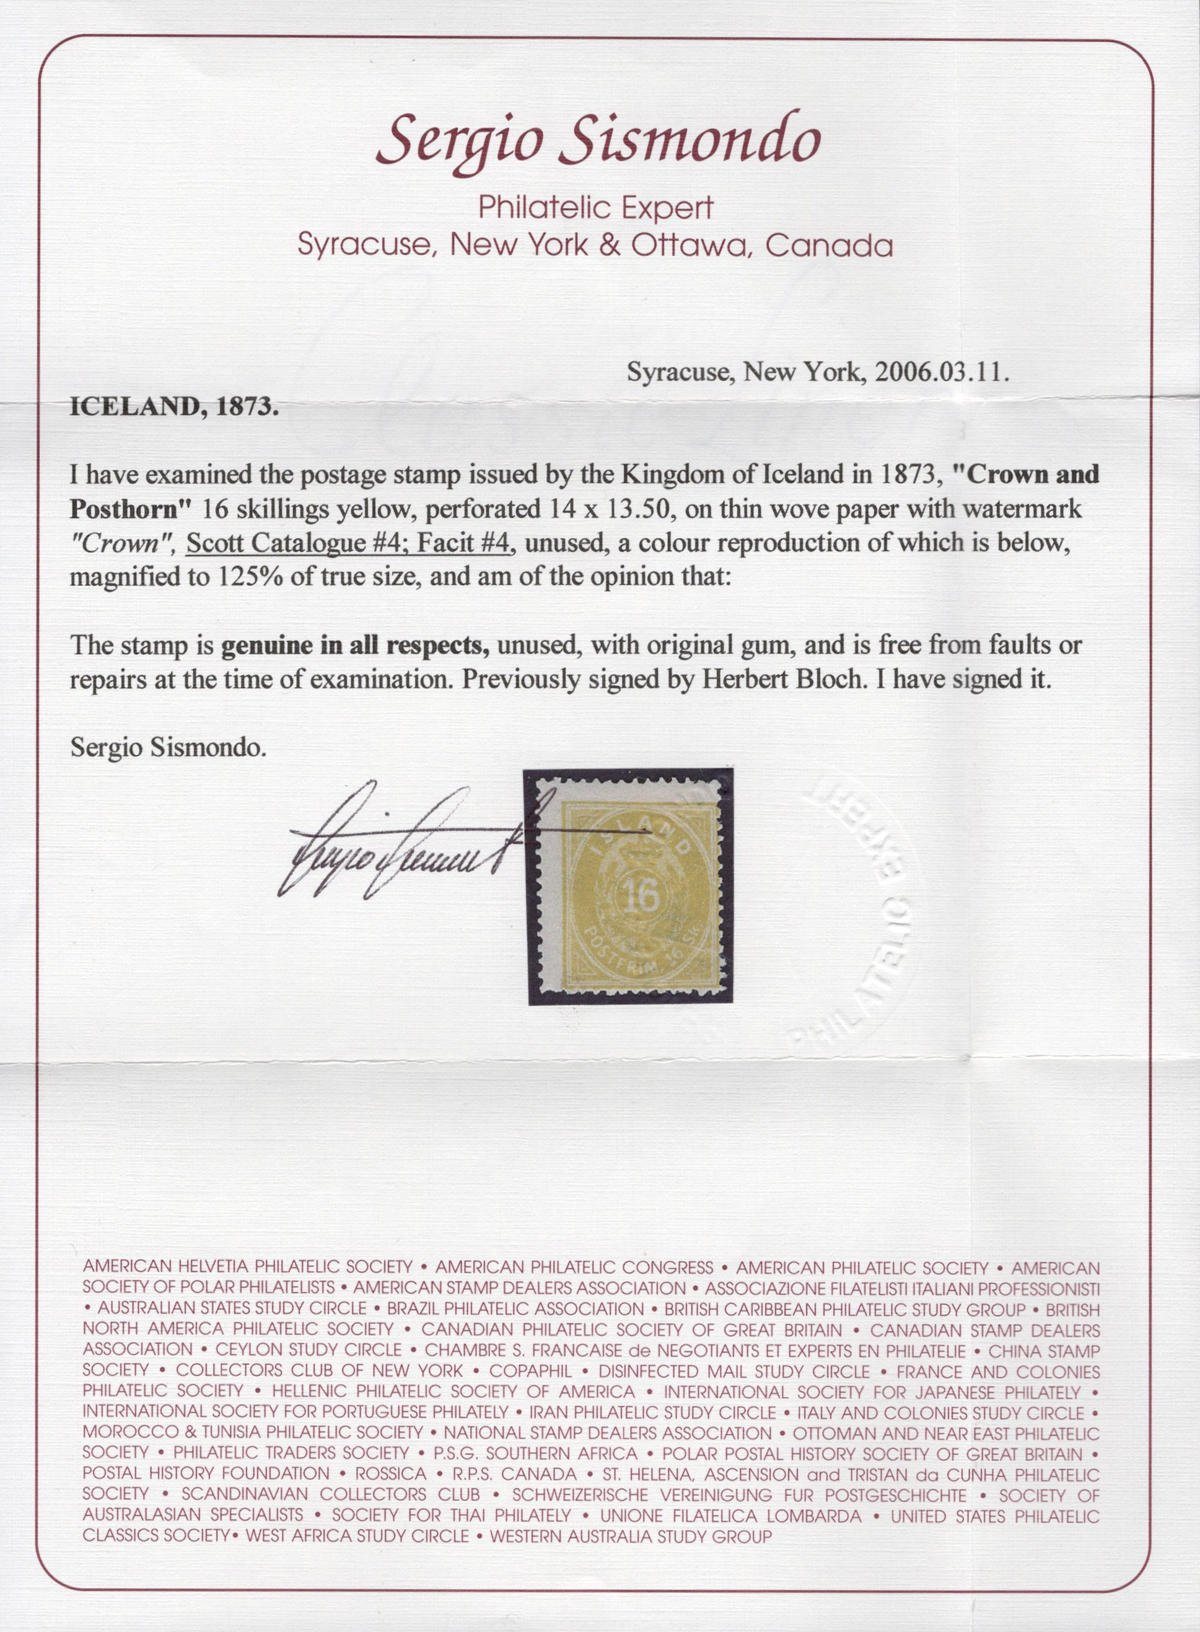 Sergio Sismondo
Philatelic Expert
Syracuse, New York & Ottawa, Canada
Syracuse, New York, 2006.03.11.
ICELAND, 1873.
I have examined the postage stamp issued by the Kingdom of Iceland in 1873, "Crown and
Posthorn" 16 skillings yellow, perforated 14 x 13.50, on thin wove paper with watermark
"Crown", Scott Catalogue #4; Facit #4, unused, a colour reproduction of which is below,
magnified to 125% of true size, and am of the opinion that:
The stamp is genuine in all respects, unused, with original gum, and is free from faults or
repairs at the time of examination. Previously signed by Herbert Bloch. I have signed it.
Sergio Sismondo.
ISLAND
16
POSTFRIM. 16 Sk
PHILATELIC EXPERT
AMERICAN HELVETIA PHILATELIC SOCIETY • AMERICAN PHILATELIC CONGRESS • AMERICAN PHILATELIC SOCIETY • AMERICAN
SOCIETY OF POLAR PHILATELISTS • AMERICAN STAMP DEALERS ASSOCIATION • ASSOCIAZIONE FILATELISTI ITALIANI PROFESSIONISTI
• AUSTRALIAN STATES STUDY CIRCLE • BRAZIL PHILATELIC ASSOCIATION • BRITISH CARIBBEAN PHILATELIC STUDY GROUP • BRITISH
NORTH AMERICA PHILATELIC SOCIETY • CANADIAN PHILATELIC SOCIETY OF GREAT BRITAIN • CANADIAN STAMP DEALERS
ASSOCIATION • CEYLON STUDY CIRCLE • CHAMBRE S. FRANCAISE de NEGOTIANTS ET EXPERTS EN PHILATELIE • CHINA STAMP
SOCIETY • COLLECTORS CLUB OF NEW YORK • COPAPHIL • DISINFECTED MAIL STUDY CIRCLE • FRANCE AND COLONIES
PHILATELIC SOCIETY • HELLENIC PHILATELIC SOCIETY OF AMERICA • INTERNATIONAL SOCIETY FOR JAPANESE PHILATELY •
INTERNATIONAL SOCIETY FOR PORTUGUESE PHILATELY • IRAN PHILATELIC STUDY CIRCLE • ITALY AND COLONIES STUDY CIRCLE •
MOROCCO & TUNISIA PHILATELIC SOCIETY • NATIONAL STAMP DEALERS ASSOCIATION • OTTOMAN AND NEAR EAST PHILATELIC
SOCIETY • PHILATELIC TRADERS SOCIETY • P.S.G. SOUTHERN AFRICA • POLAR POSTAL HISTORY SOCIETY OF GREAT BRITAIN •
POSTAL HISTORY FOUNDATION • ROSSICA • R.P.S. CANADA • ST. HELENA, ASCENSION and TRISTAN da CUNHA PHILATELIC
SOCIETY • SCANDINAVIAN COLLECTORS CLUB • SCHWEIZERISCHE VEREINIGUNG FUR POSTGESCHICHTE • SOCIETY OF
AUSTRALASIAN SPECIALISTS • SOCIETY FOR THAI PHILATELY • UNIONE FILATELICA LOMBARDA • UNITED STATES PHILATELIC
CLASSICS SOCIETY• WEST AFRICA STUDY CIRCLE • WESTERN AUSTRALIA STUDY GROUP